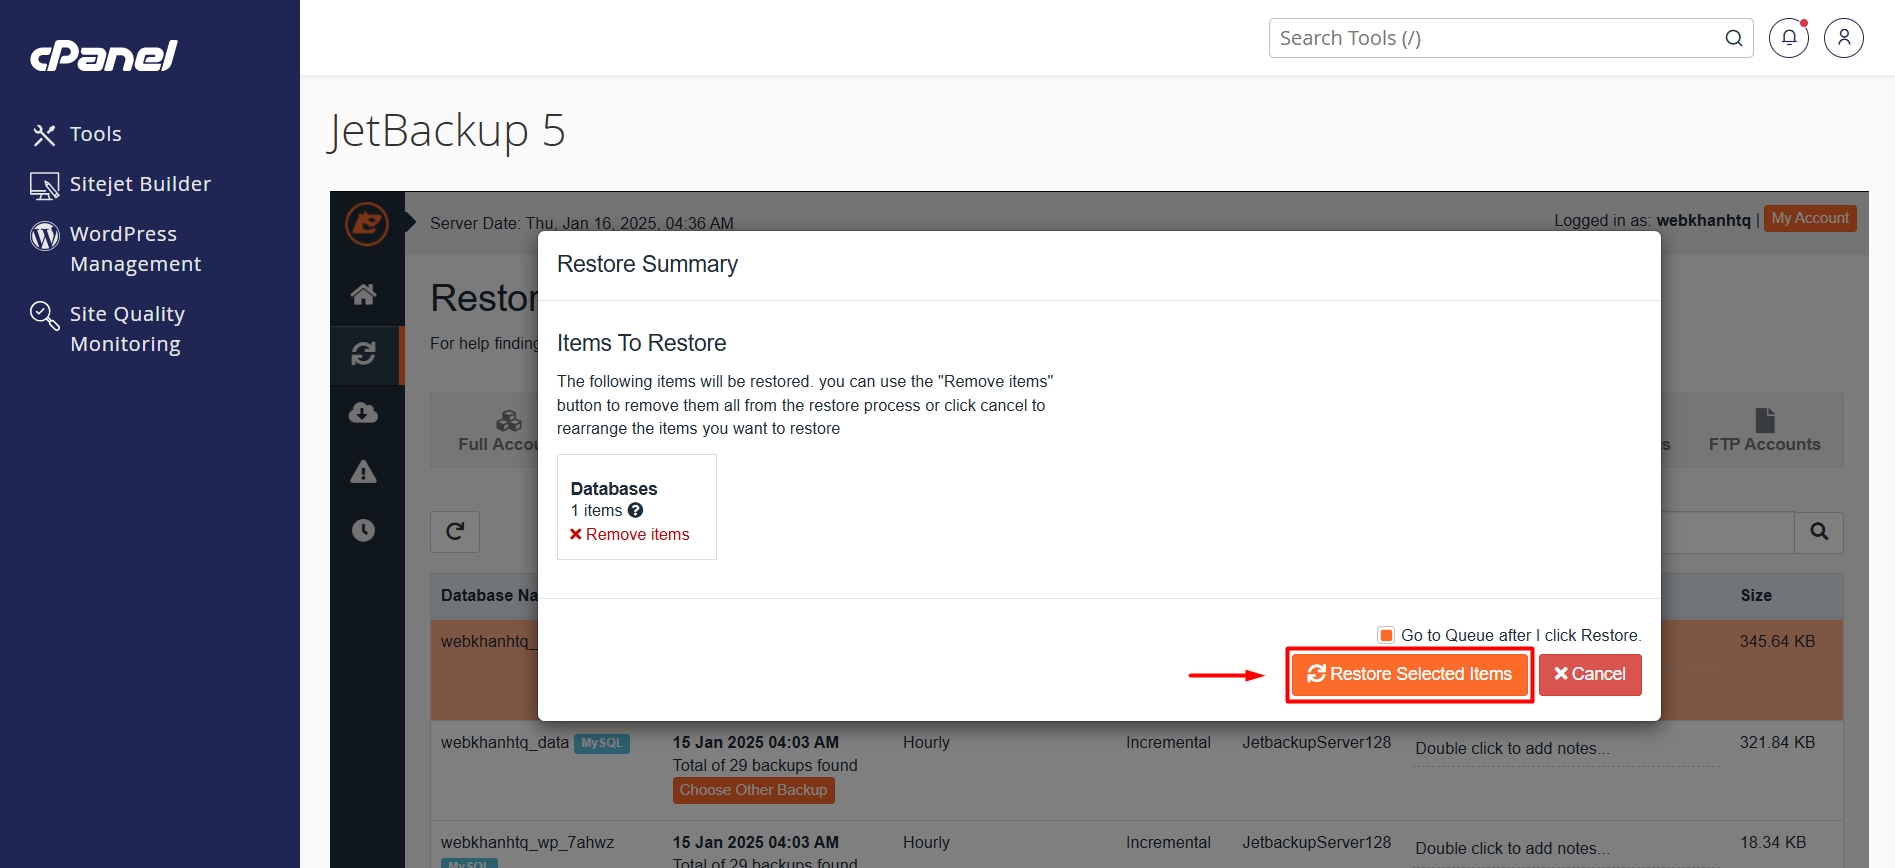 cPanel
Search Tools (/)
Tools
Sitejet Builder
WordPress
Management
Site Quality
Monitoring
JetBackup 5
Server Date: Thu, Jan 16, 2025, 04:36 AM
Logged in as: webkhanhtq | My Account
Restor
For help finding
Full Accou
s
FTP Accounts
Restore Summary
Items To Restore
The following items will be restored. you can use the "Remove items"
button to remove them all from the restore process or click cancel to
rearrange the items you want to restore
Databases
1 items
Remove items
Go to Queue after I click Restore.
Restore Selected Items
Cancel
Database Na
Size
webkhanhtq_
345.64 KB
webkhanhtq_data MySQL
15 Jan 2025 04:03 AM
Total of 29 backups found
Choose Other Backup
Hourly
Incremental
JetbackupServer128
Double click to add notes...
321.84 KB
webkhanhtq_wp_7ahwz
MySQL
15 Jan 2025 04:03 AM
Total of 29 backups found
Hourly
Incremental
JetbackupServer128
Double click to add notes...
18.34 KB